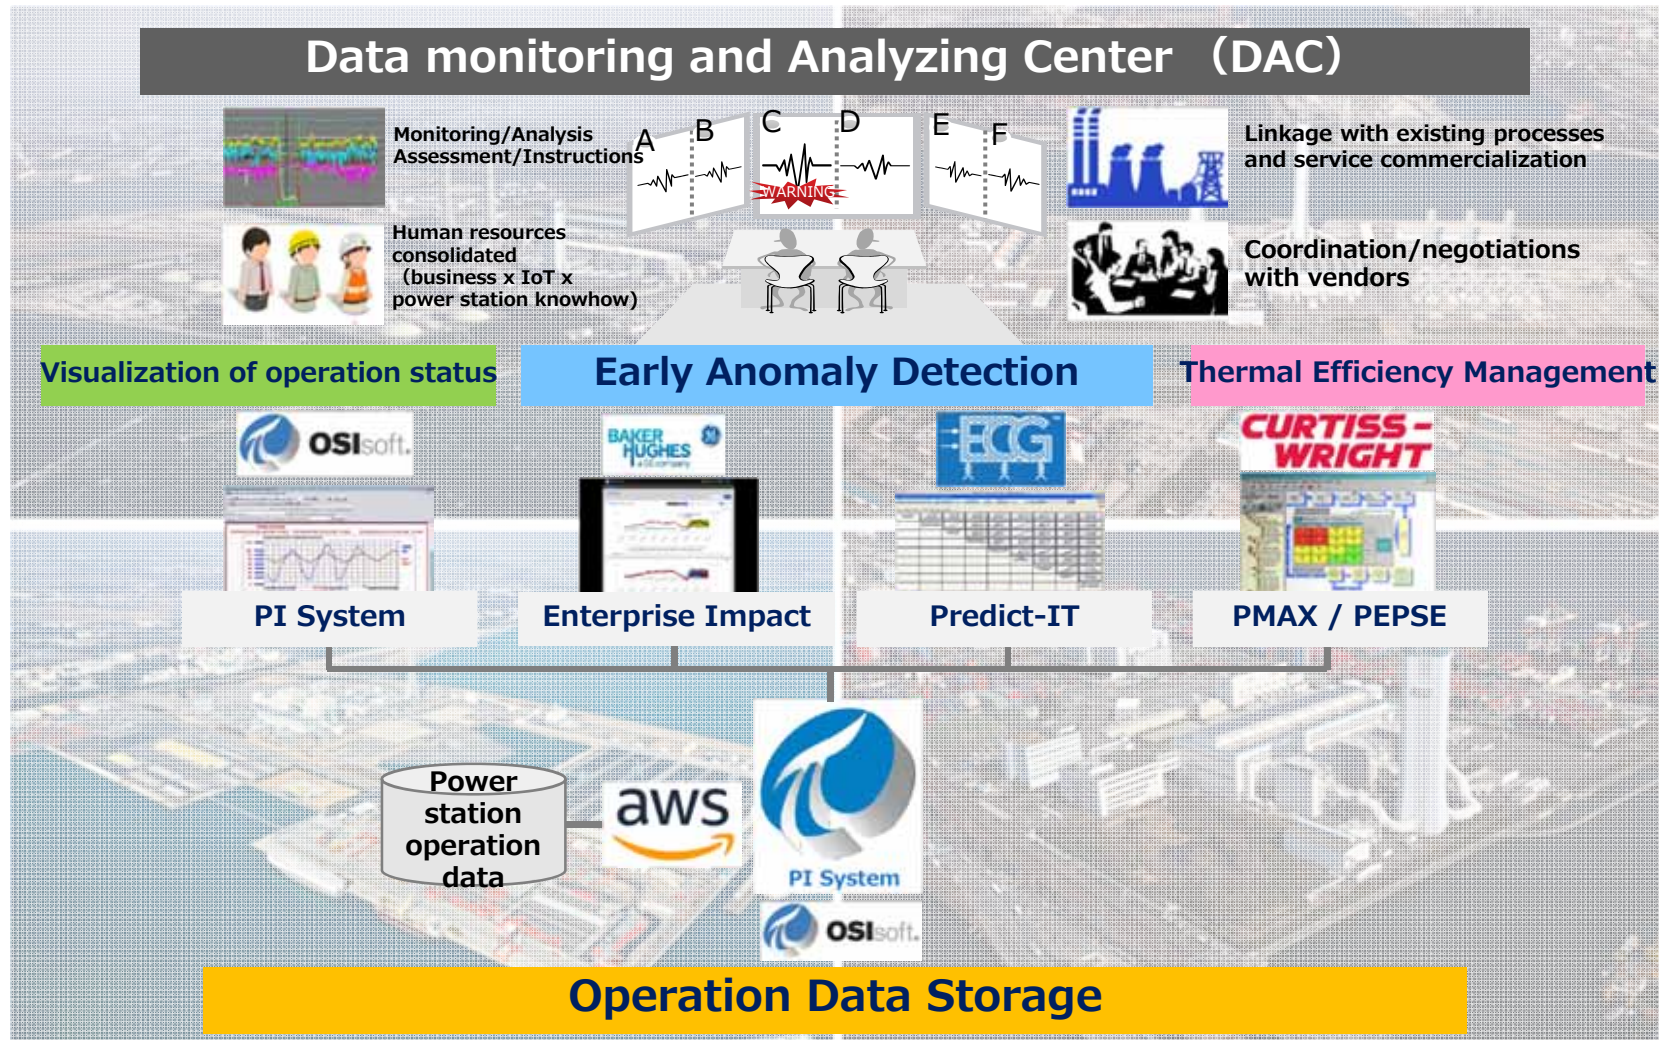 Data monitoring and Analyzing Center （DAC）
Monitoring/Analysis
Assessment/Instructions
A
B
C
D
E
F
WARNING
Linkage with existing processes
and service commercialization
Human resources
consolidated
（business x IoT x
power station knowhow)
Coordination/negotiations
with vendors
Visualization of operation status
Early Anomaly Detection
Thermal Efficiency Management
OSIsoft.
BAKER
HUGHES
a GE company
ECG
CURTISS-
WRIGHT
PI System
Enterprise Impact
Predict-IT
PMAX / PEPSE
Power
station
operation
data
aws
PI System
OSIsoft.
Operation Data Storage